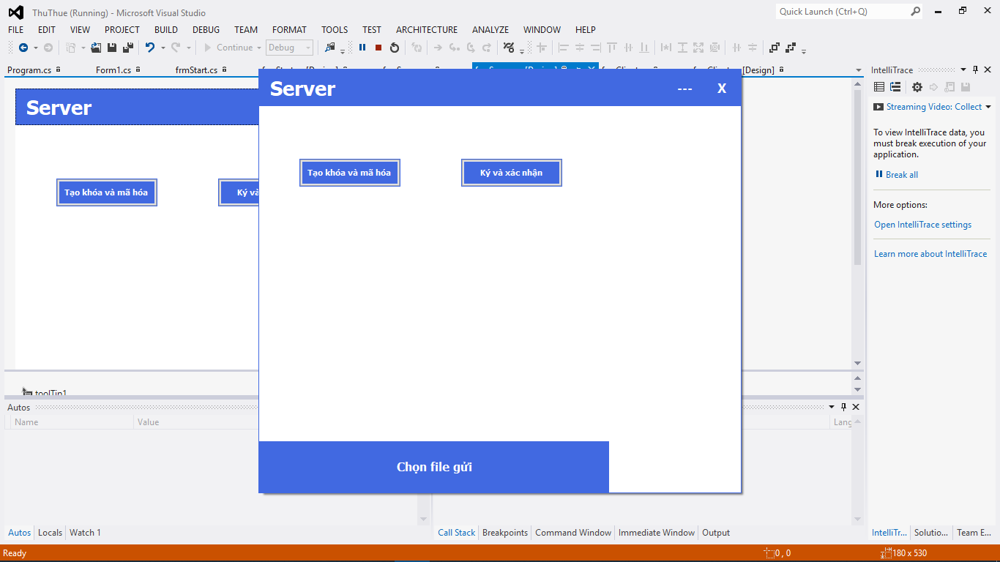 ThuThue (Running) - Microsoft Visual Studio
Quick Launch (Ctrl+Q)
FILE EDIT VIEW PROJECT BUILD DEBUG TEAM FORMAT TOOLS TEST ARCHITECTURE ANALYZE WINDOW HELP
Continue Debug
Program.cs Form1.cs frmStart.cs [Design]
IntelliTrace
Server
Server --- X
Streaming Video: Collect
To view IntelliTrace data, you
must break execution of your
application.
Break all
More options:
Open IntelliTrace settings
Learn more about IntelliTrace
Tạo khóa và mã hóa Ký và
Tạo khóa và mã hóa Ký và xác nhận
toolTip1
Autos
Name Value Lang
Chọn file gửi
Autos Locals Watch 1
Call Stack Breakpoints Command Window Immediate Window Output
IntelliTr... Solutio... Team E...
Ready 0 , 0 180 x 530